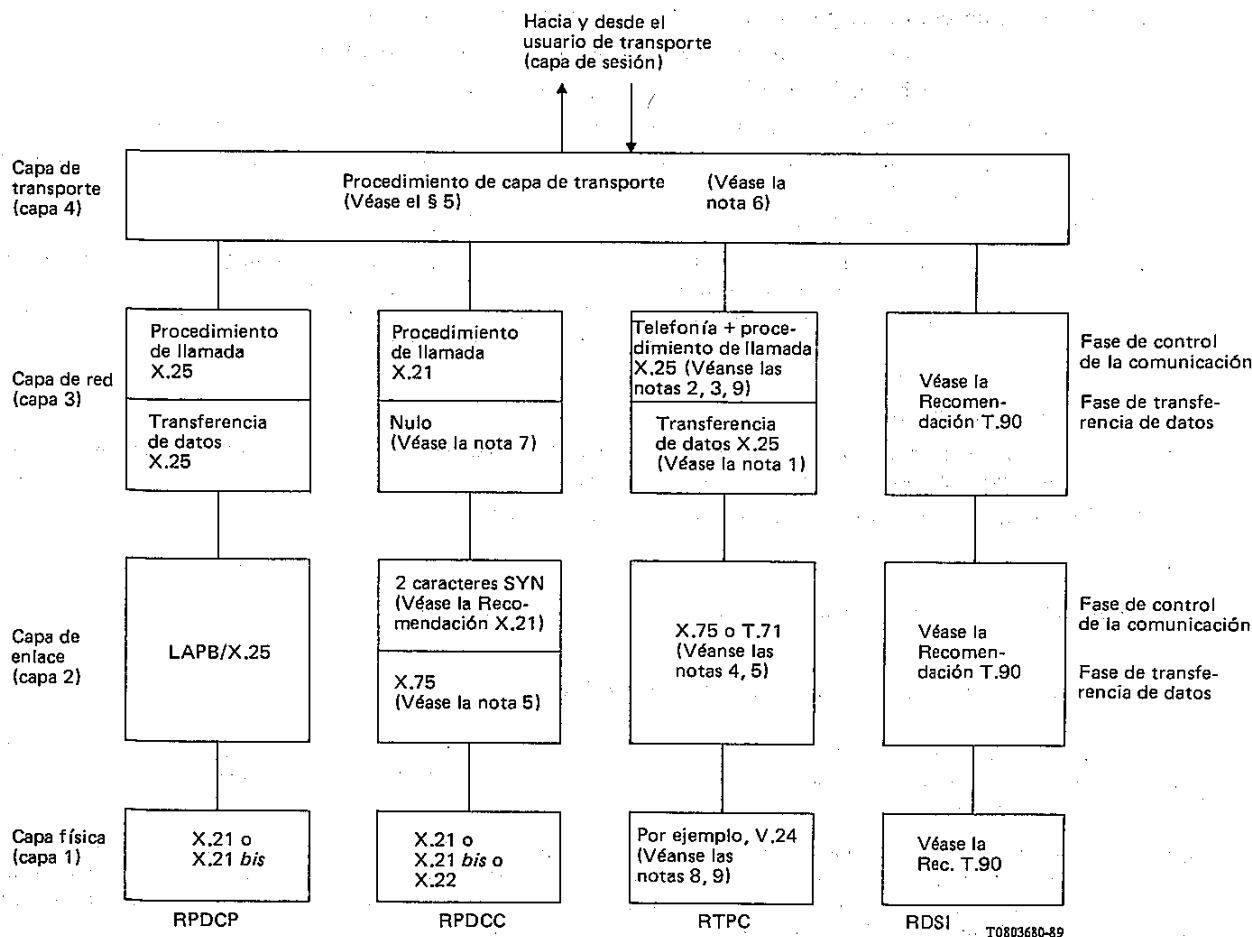 Hacia y desde el
usuario de transporte
(capa de sesión)
Capa de
transporte
(capa 4)
Procedimiento de capa de transporte (Véase la
(Véase el § 5) nota 6)
Capa de red
(capa 3)
Procedimiento
de llamada
X.25
Transferencia
de datos
X.25
Procedimiento
de llamada
X.21
Nulo
(Véase la nota 7)
Telefonía + proce-
dimiento de llamada
X.25 (Véanse las
notas 2, 3, 9)
Transferencia
de datos X.25
(Véase la nota 1)
Véase la
Recomen-
dación T.90
Fase de control
de la comunicación
Fase de transfe-
rencia de datos
Capa de
enlace
(capa 2)
LAPB/X.25
2 caracteres SYN
(Véase la Reco-
mendación X.21)
X.75
(Véase la nota 5)
X.75 o T.71
(Véanse las
notas 4, 5)
Véase la
Recomen-
dación T.90
Fase de control
de la comunicación
Fase de transfe-
rencia de datos
Capa física
(capa 1)
X.21 o
X.21 bis
X.21 o
X.21 bis o
X.22
Por ejemplo, V.24
(Véanse las
notas 8, 9)
Véase la
Rec. T.90
RPDCP
RPDCC
RTPC
RDSI
T0803680-89